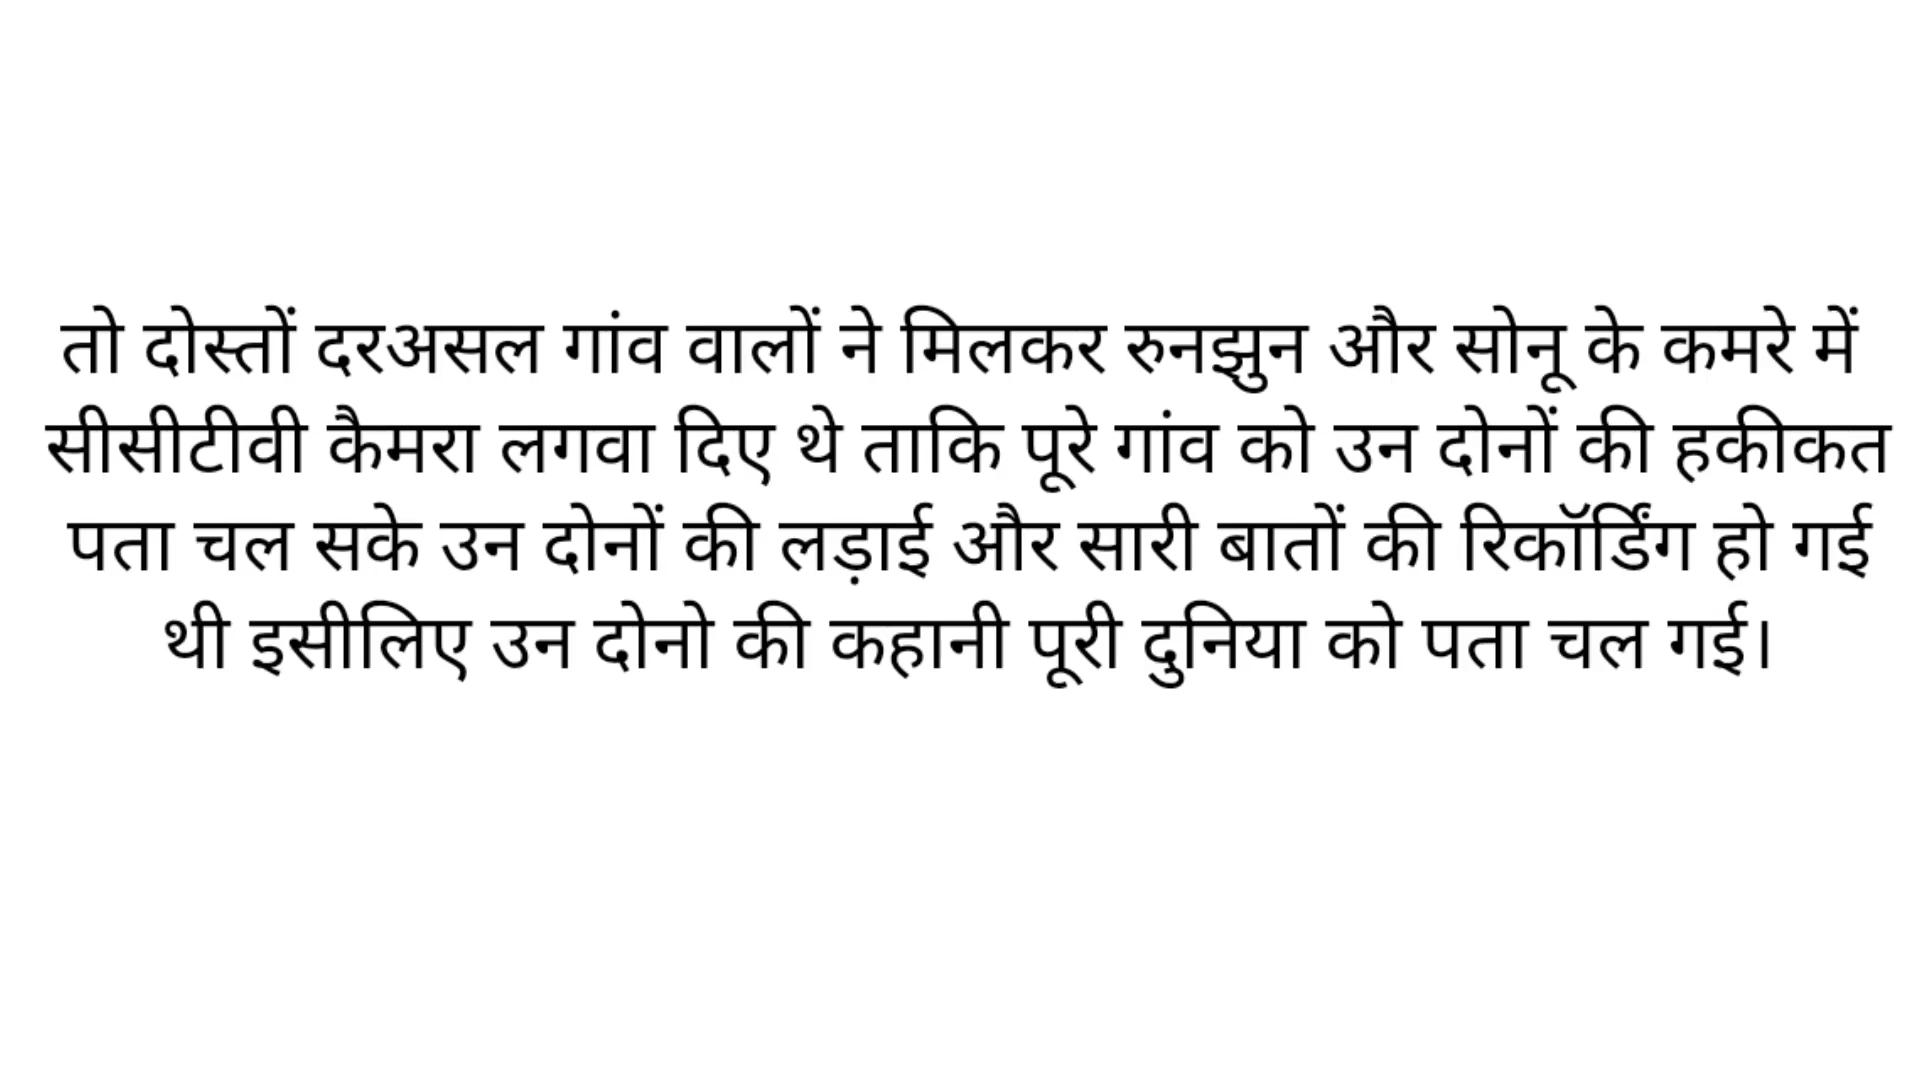 तो दोस्तों दरअसल गांव वालों ने मिलकर रुनझुन और सोनू के कमरे में
सीसीटीवी कैमरा लगवा दिए थे ताकि पूरे गांव को उन दोनों की हकीकत
पता चल सके उन दोनों की लड़ाई और सारी बातों की रिकॉर्डिंग हो गई
थी इसीलिए उन दोनो की कहानी पूरी दुनिया को पता चल गई।